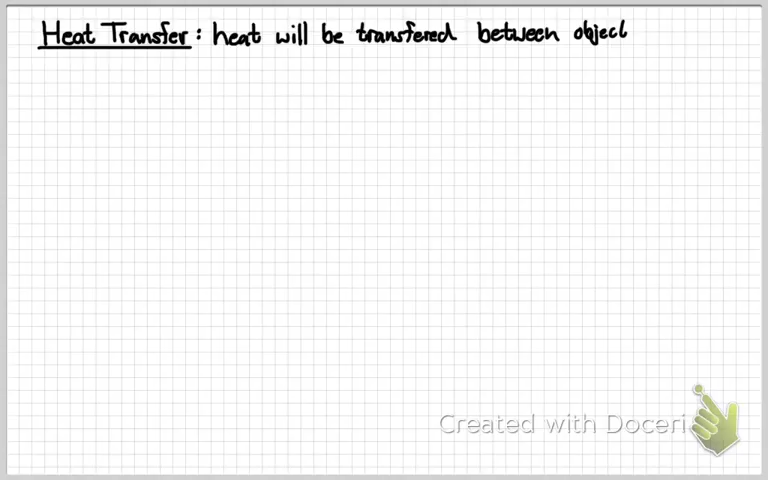 Heat Transfer: heat will be transfered between object
Created with Doceri